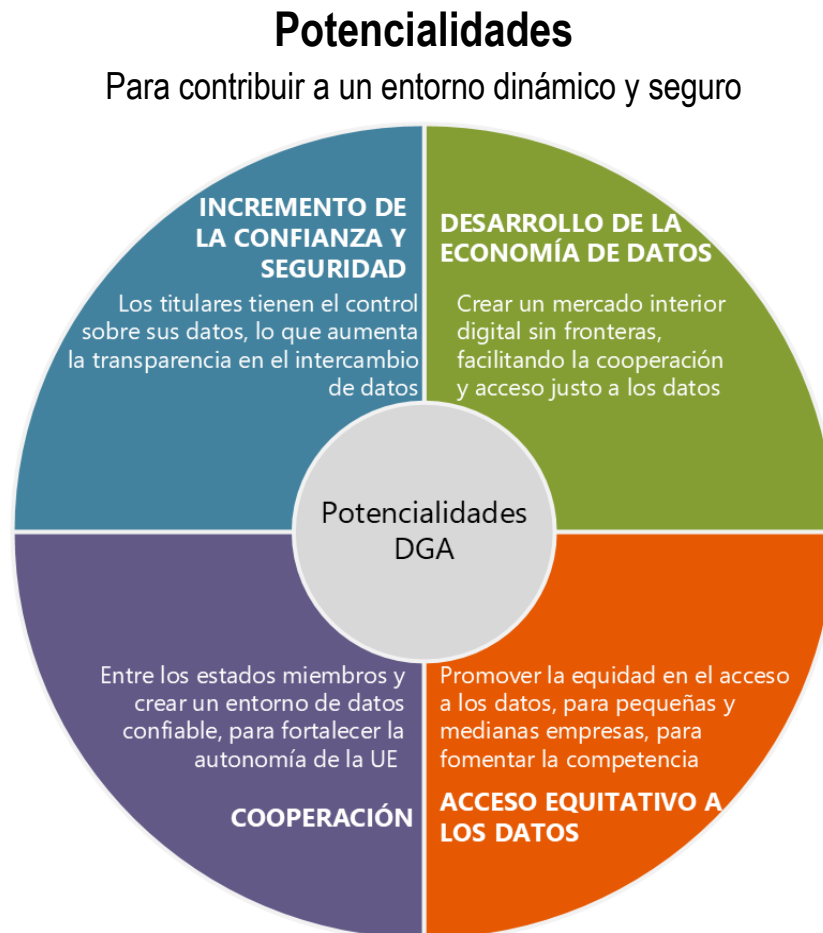 Potencialidades
Para contribuir a un entorno dinámico y seguro
INCREMENTO DE
LA CONFIANZA Y
SEGURIDAD
Los titulares tienen el control
sobre sus datos, lo que aumenta
la transparencia en el intercambio
de datos
DESARROLLO DE LA
ECONOMÍA DE DATOS
Crear un mercado interior
digital sin fronteras,
facilitando la cooperación
y acceso justo a los datos
Potencialidades
DGA
Entre los estados miembros y
crear un entorno de datos
confiable, para fortalecer la
autonomía de la UE
COOPERACIÓN
Promover la equidad en el acceso
a los datos, para pequeñas y
medianas empresas, para
fomentar la competencia
ACCESO EQUITATIVO A
LOS DATOS